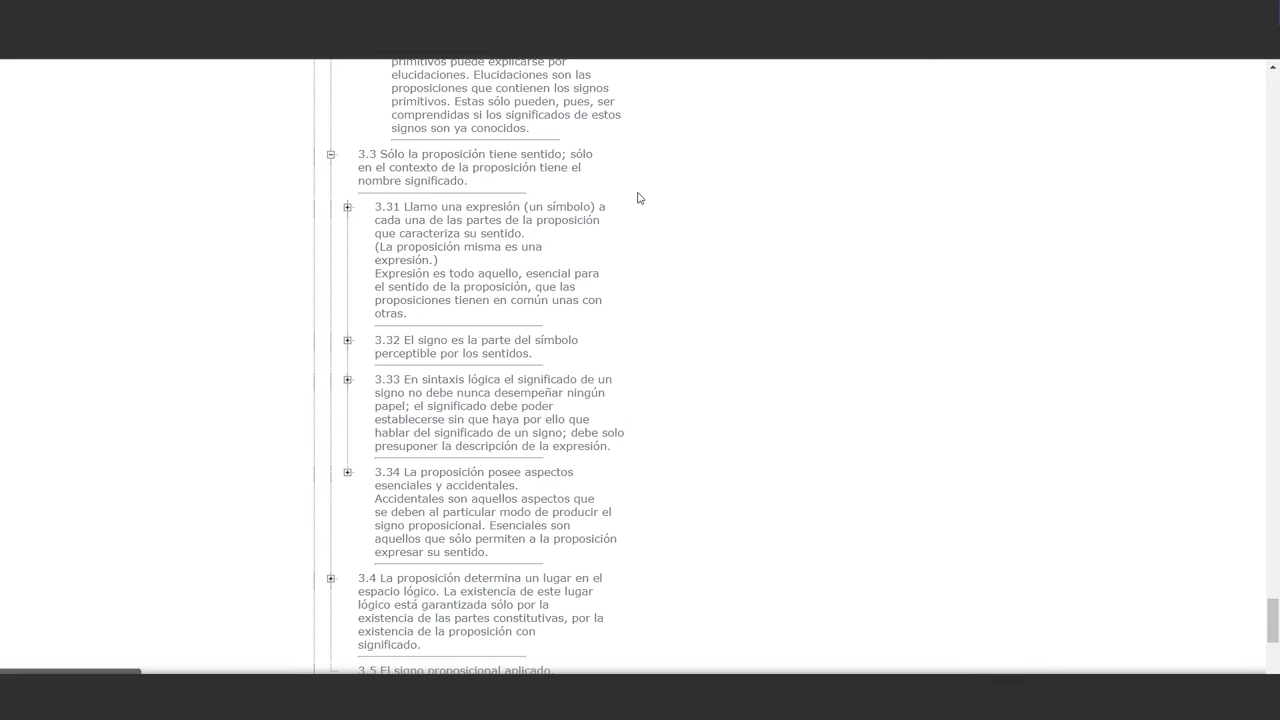 primitivos puede explicarse por
elucidaciones. Elucidaciones son las
proposiciones que contienen los signos
primitivos. Estas sólo pueden, pues, ser
comprendidas si los significados de estos
signos son ya conocidos.
3.3 Sólo la proposición tiene sentido; sólo
en el contexto de la proposición tiene el
nombre significado.
3.31 Llamo una expresión (un símbolo) a
cada una de las partes de la proposición
que caracteriza su sentido.
(La proposición misma es una
expresión.)
Expresión es todo aquello, esencial para
el sentido de la proposición, que las
proposiciones tienen en común unas con
otras.
3.32 El signo es la parte del símbolo
perceptible por los sentidos.
3.33 En sintaxis lógica el significado de un
signo no debe nunca desempeñar ningún
papel; el significado debe poder
establecerse sin que haya por ello que
hablar del significado de un signo; debe solo
presuponer la descripción de la expresión.
3.34 La proposición posee aspectos
esenciales y accidentales.
Accidentales son aquellos aspectos que
se deben al particular modo de producir el
signo proposicional. Esenciales son
aquellos que sólo permiten a la proposición
expresar su sentido.
3.4 La proposición determina un lugar en el
espacio lógico. La existencia de este lugar
lógico está garantizada sólo por la
existencia de las partes constitutivas, por la
existencia de la proposición con
significado.
3.5 El signo proposicional aplicado,